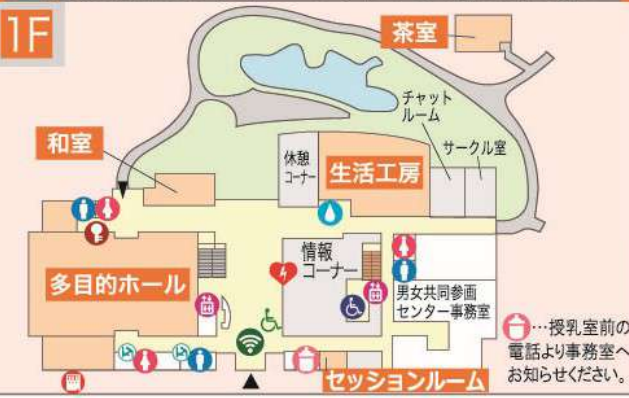 1F
茶室
チャット
ルーム
サークル室
和室
休憩
コーナー
生活工房
情報
コーナー
多目的ホール
男女共同参画
センター事務室
セッションルーム
…授乳室前の
電話より事務室へ
お知らせください。